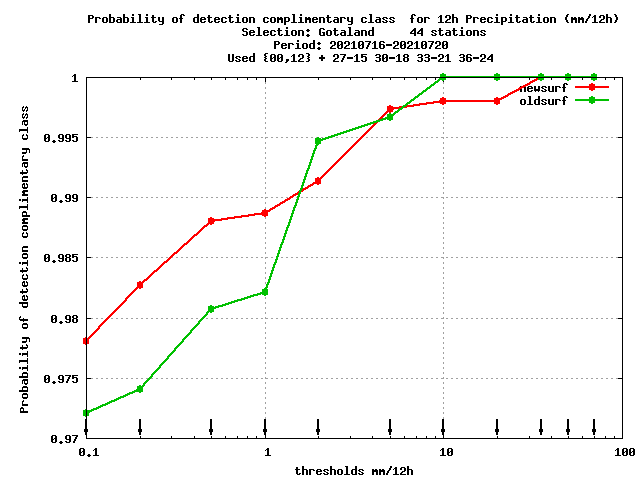 Probability of detection complimentary class  for 12h Precipitation (mm/12h)
Selection: Gotaland     44 stations
Period: 20210716-20210720
Used {00,12} + 27-15 30-18 33-21 36-24
Probability of detection complimentary class
1
0,995
0,99
0,985
0,98
0,975
0,97
newsurf
oldsurf
0.1
1
10
100
thresholds mm/12h